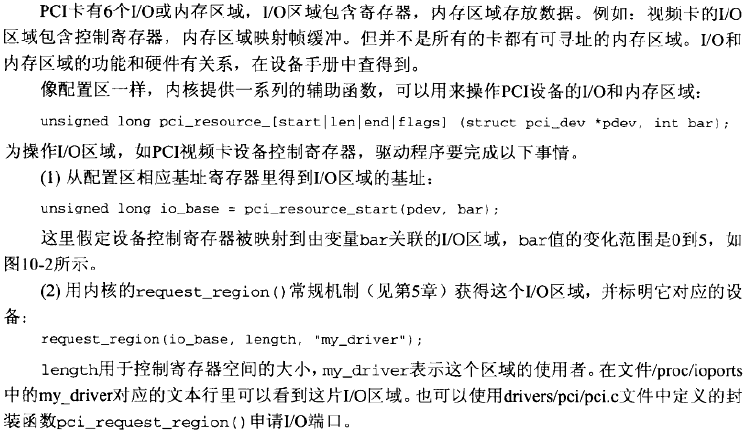 PCI卡有6个I/O或内存区域，I/O区域包含寄存器，内存区域存放数据。例如：视频卡的I/O
区域包含控制寄存器，内存区域映射帧缓冲。但并不是所有的卡都有可寻址的内存区域。I/O和
内存区域的功能和硬件有关系，在设备手册中查得到。
像配置区一样，内核提供一系列的辅助函数，可以用来操作PCI设备的I/O和内存区域：
unsigned long pci_resource_[start|len|end|flags] (struct pci_dev *pdev, int bar);
为操作I/O区域，如PCI视频卡设备控制寄存器，驱动程序要完成以下事情。
(1) 从配置区相应基址寄存器里得到I/O区域的基址：
unsigned long io_base = pci_resource_start(pdev, bar);
这里假定设备控制寄存器被映射到由变量bar关联的I/O区域，bar值的变化范围是0到5，如
图10-2所示。
(2) 用内核的request_region()常规机制（见第5章）获得这个I/O区域，并标明它对应的设
备：
request_region(io_base, length, "my_driver");
length用于控制寄存器空间的大小，my_driver表示这个区域的使用者。在文件/proc/ioports
中的my_driver对应的文本行里可以看到这片I/O区域。也可以使用drivers/pci/pci.c文件中定义的封
装函数pci_request_region()申请I/O端口。